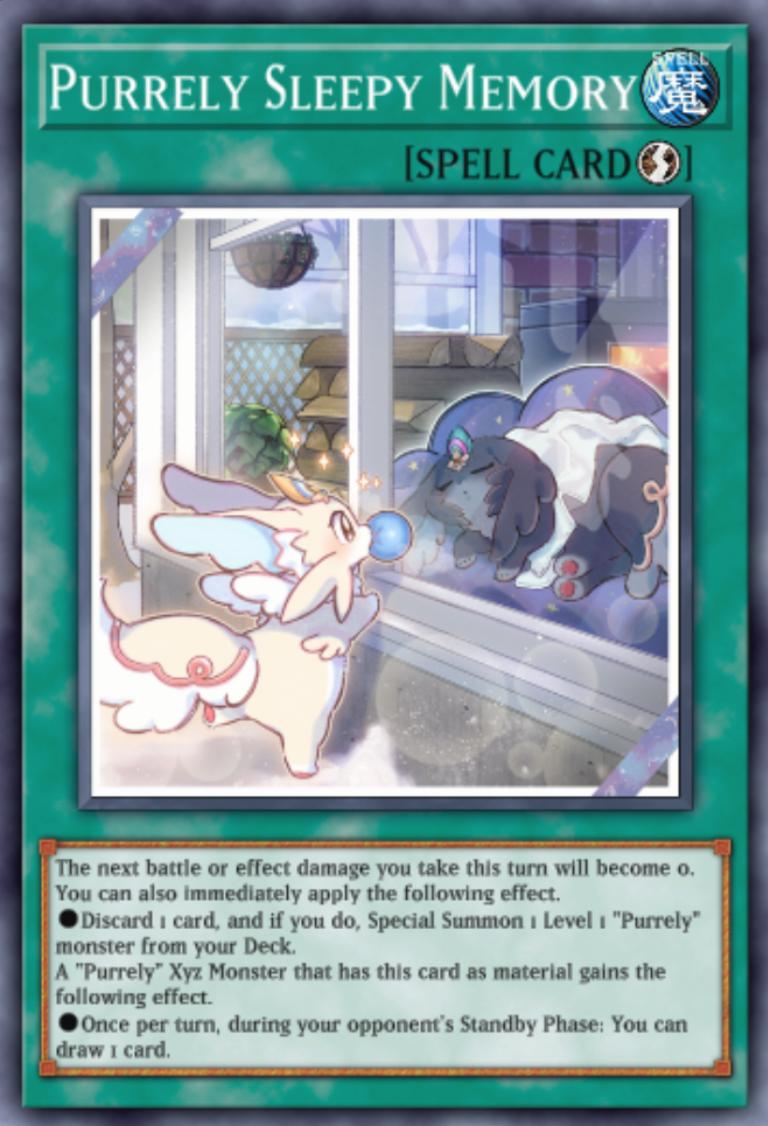 PURRELY SLEEPY MEMORY
SPELL
魔
[SPELL CARD]
The next battle or effect damage you take this turn will become 0.
You can also immediately apply the following effect.
●Discard 1 card, and if you do, Special Summon 1 Level 1 "Purrely"
monster from your Deck.
A "Purrely" Xyz Monster that has this card as material gains the
following effect.
●Once per turn, during your opponent's Standby Phase: You can
draw 1 card.